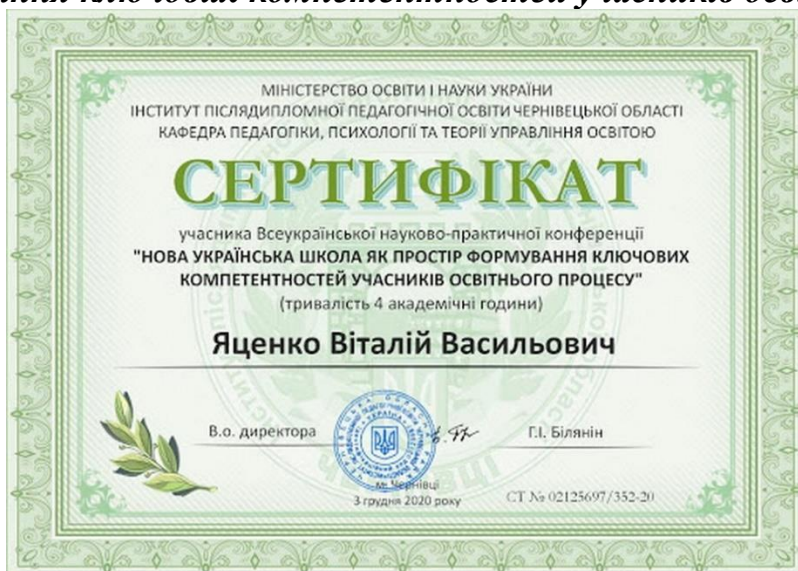 МІНІСТЕРСТВО ОСВІТИ І НАУКИ УКРАЇНИ
ІНСТИТУТ ПІСЛЯДИПЛОМНОЇ ПЕДАГОГІЧНОЇ ОСВІТИ ЧЕРНІВЕЦЬКОЇ ОБЛАСТІ
КАФЕДРА ПЕДАГОГІКИ, ПСИХОЛОГІЇ ТА ТЕОРІЇ УПРАВЛІННЯ ОСВІТОЮ
СЕРТИФІКАТ
учасника Всеукраїнської науково-практичної конференції
"НОВА УКРАЇНСЬКА ШКОЛА ЯК ПРОСТІР ФОРМУВАННЯ КЛЮЧОВИХ
КОМПЕТЕНТНОСТЕЙ УЧАСНИКІВ ОСВІТНЬОГО ПРОЦЕСУ"
(тривалість 4 академічні години)
Яценко Віталій Васильович
В.о. директора Г.І. Білянін
м. Чернівці
3 грудня 2020 року СТ № 02125697/352-20